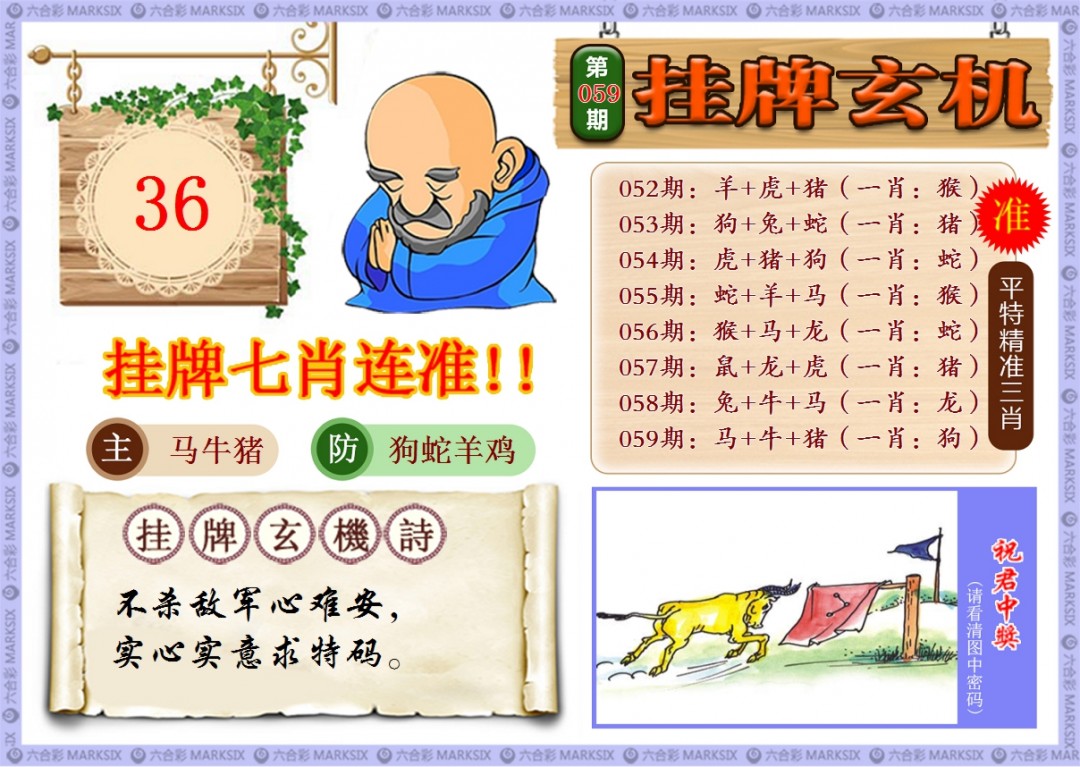 六合彩 MARKSIX
36
挂牌七肖连准!!
主 马牛猪
防 狗蛇羊鸡
挂牌玄機詩
不杀敌军心难安，
实心实意求特码。
第
059
期
挂牌玄机
052期：羊+虎+猪（一肖：猴）
053期：狗+兔+蛇（一肖：猪）
054期：虎+猪+狗（一肖：蛇）
055期：蛇+羊+马（一肖：猴）
056期：猴+马+龙（一肖：蛇）
057期：鼠+龙+虎（一肖：猪）
058期：兔+牛+马（一肖：龙）
059期：马+牛+猪（一肖：狗）
准
平特精准三肖
祝君中奖
（请看清图中密码）